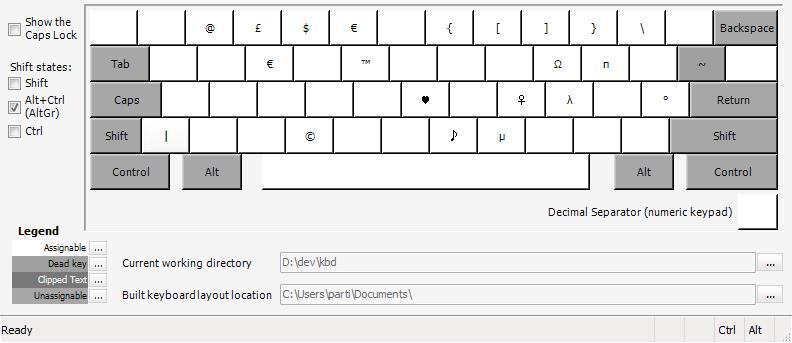 Show the
Caps Lock
@ £ $ € { [ ] } \ Backspace
Shift states:
Tab € ™ Ω п ~
Shift
Alt+Ctrl
(AltGr)
Caps ♥ ♀ λ ° Return
Ctrl
Shift | © ♪ µ Shift
Control Alt Alt Control
Decimal Separator (numeric keypad)
Legend
Assignable ...
Dead key ...
Clipped Text ...
Unassignable ...
Current working directory D:\dev\kbd ...
Built keyboard layout location C:\Users\parti\Documents\ ...
Ready Ctrl Alt